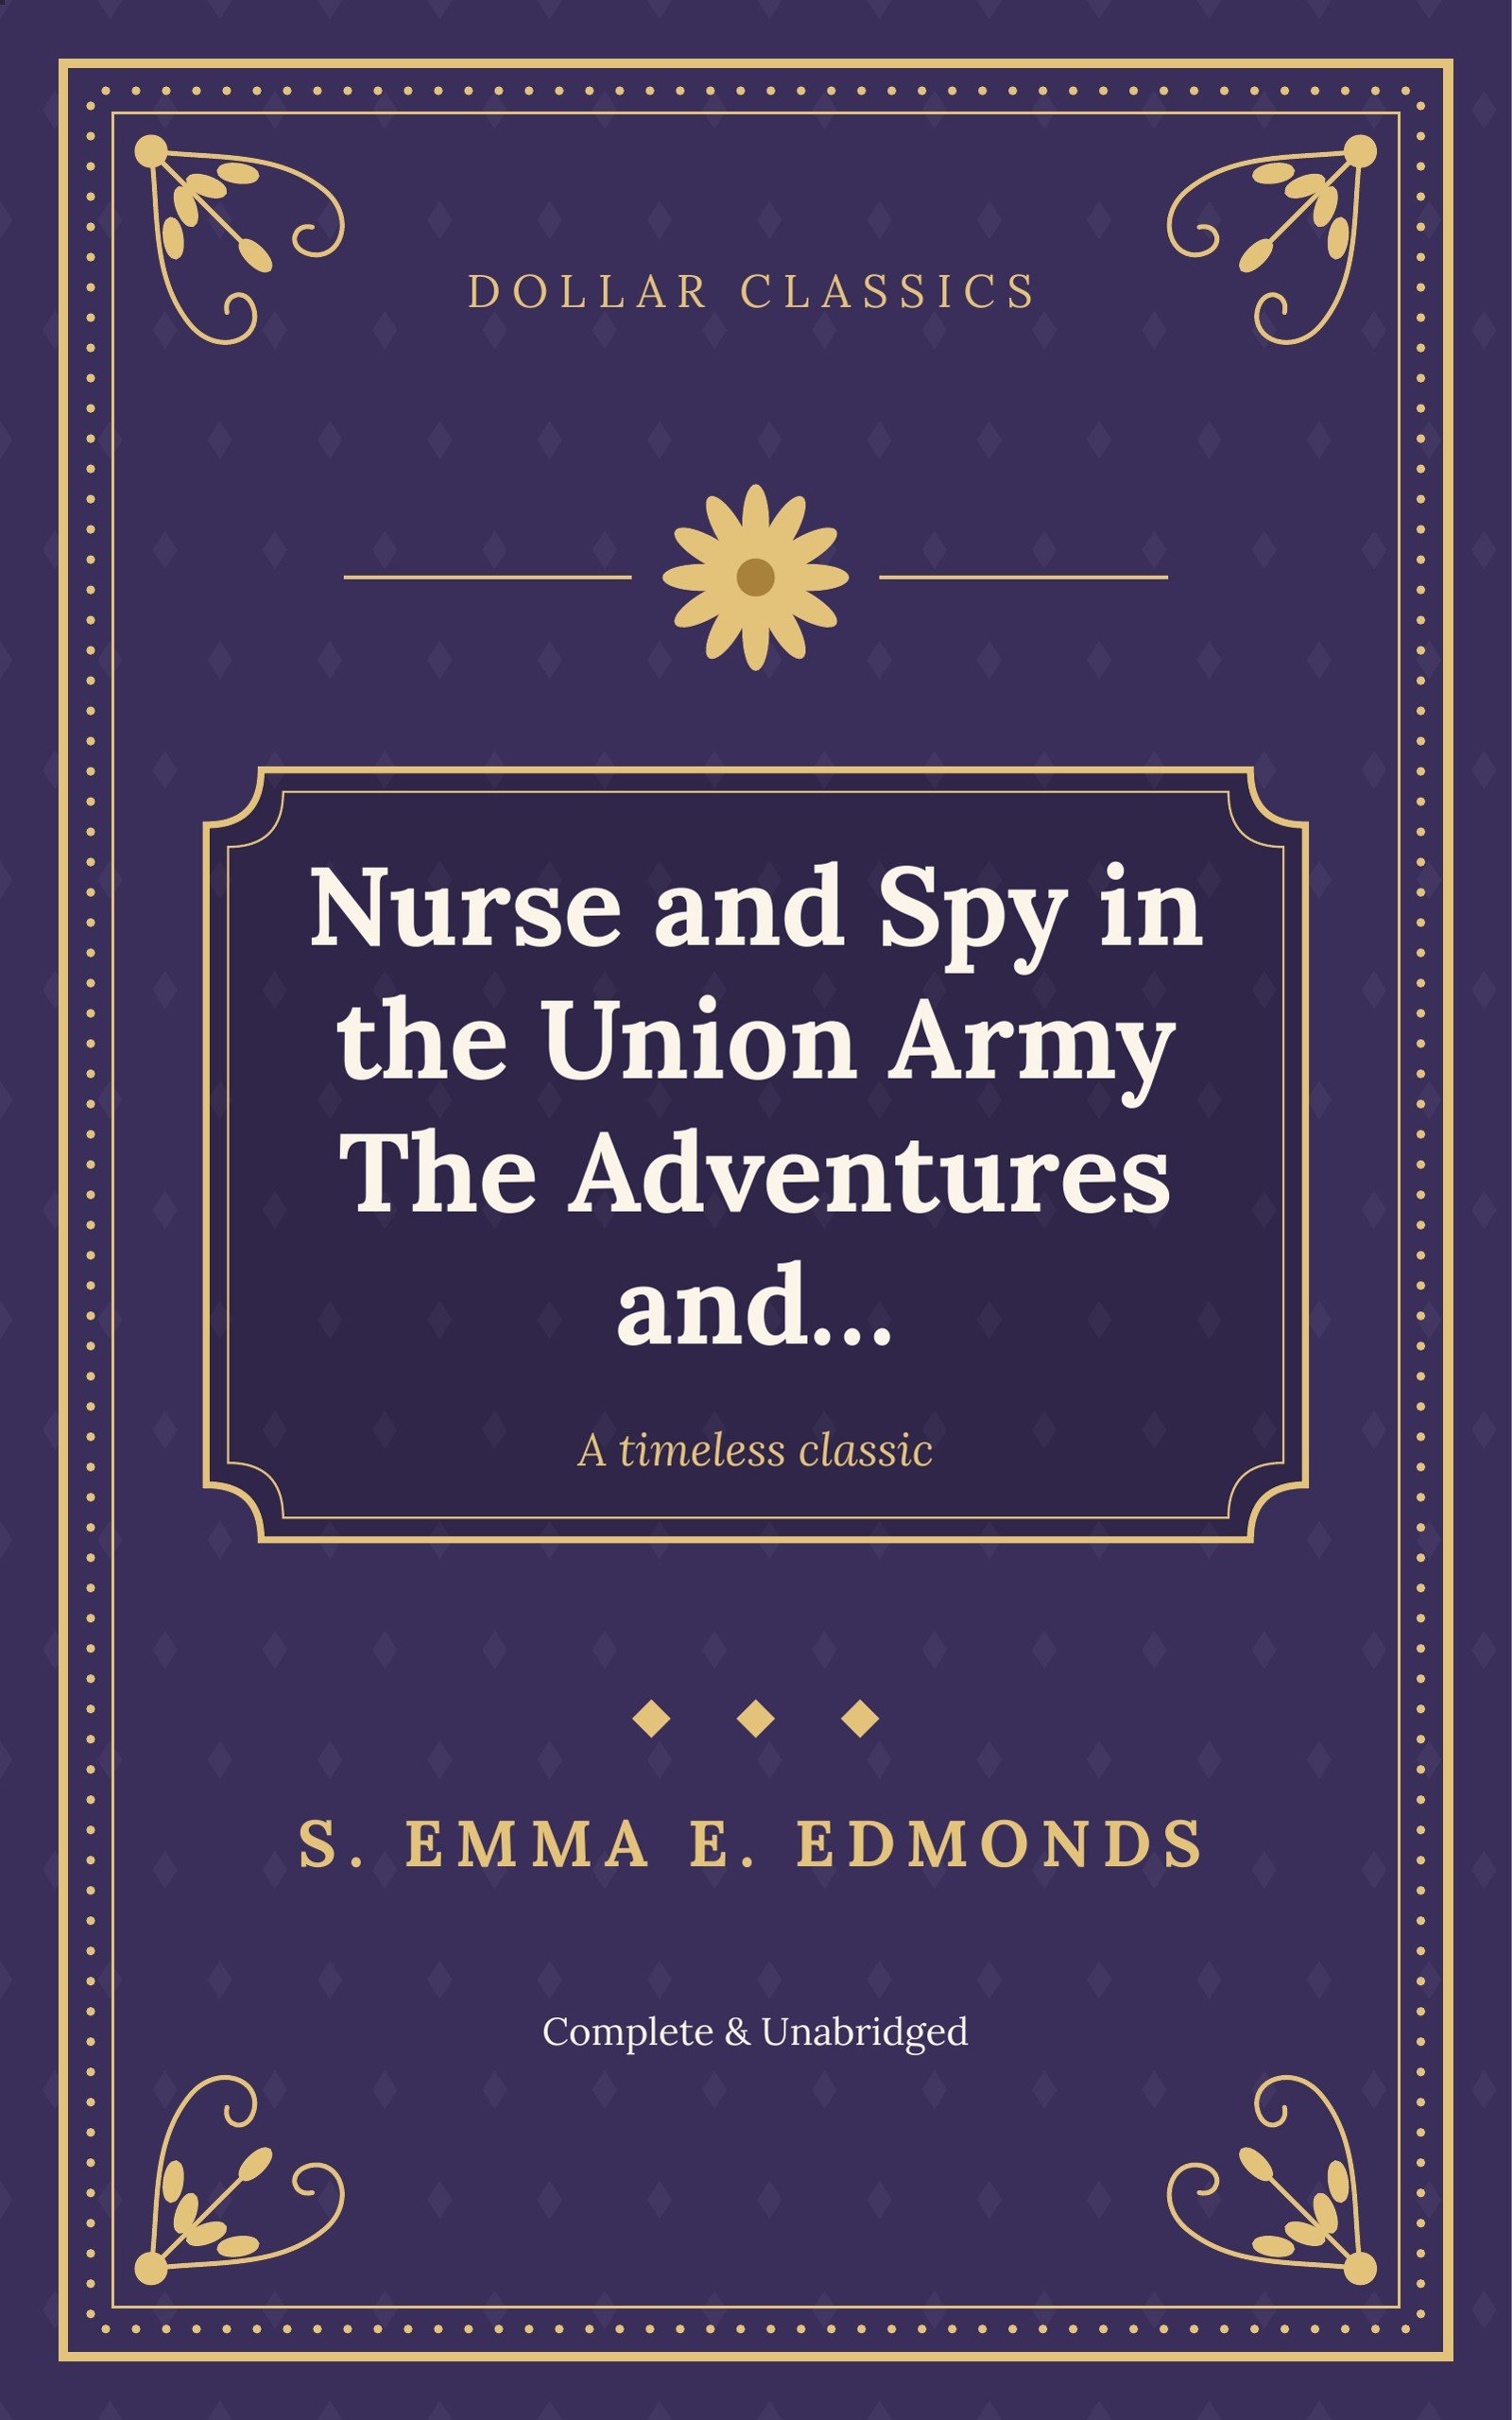 DOLLAR CLASSICS
Nurse and Spy in
the Union Army
The Adventures
and...
A timeless classic
S. EMMA E. EDMONDS
Complete & Unabridged